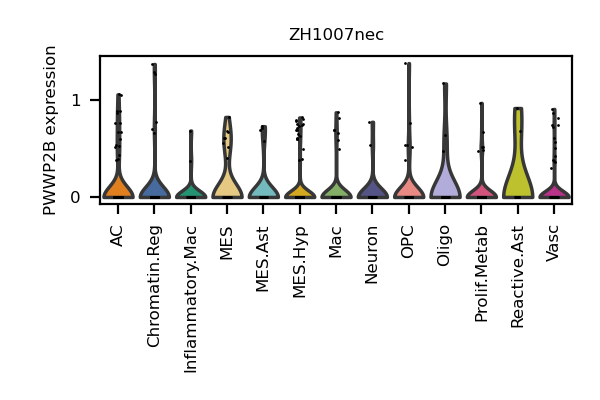 ZH1007nec
PWWP2B expression
1
0
AC
Chromatin.Reg
Inflammatory.Mac
MES
MES.Ast
MES.Hyp
Mac
Neuron
OPC
Oligo
Prolif.Metab
Reactive.Ast
Vasc